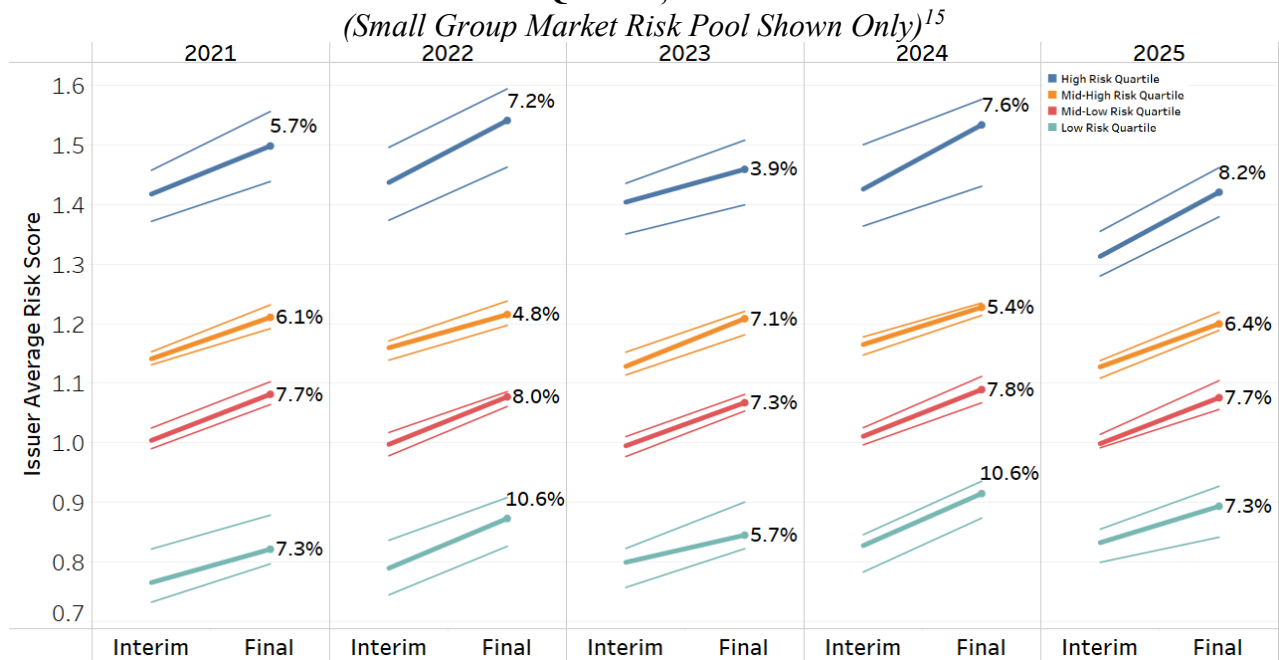 (Small Group Market Risk Pool Shown Only)15
2021 2022 2023 2024 2025
High Risk Quartile
Mid-High Risk Quartile
Mid-Low Risk Quartile
Low Risk Quartile
Issuer Average Risk Score
1.6
1.5
1.4
1.3
1.2
1.1
1.0
0.9
0.8
0.7
5.7% 7.2% 3.9% 7.6% 8.2%
6.1% 4.8% 7.1% 5.4% 6.4%
7.7% 8.0% 7.3% 7.8% 7.7%
7.3% 10.6% 5.7% 10.6% 7.3%
Interim Final Interim Final Interim Final Interim Final Interim Final